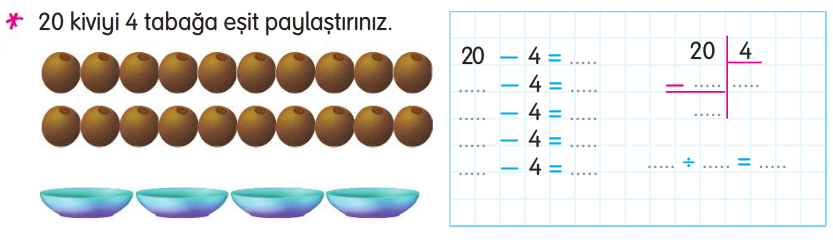 * 20 kiviyi 4 tabağa eşit paylaştırınız.
20 − 4 = .....
..... − 4 = .....
..... − 4 = .....
..... − 4 = .....
..... − 4 = .....
20 4
− ..... .....
.....
..... ÷ ..... = .....